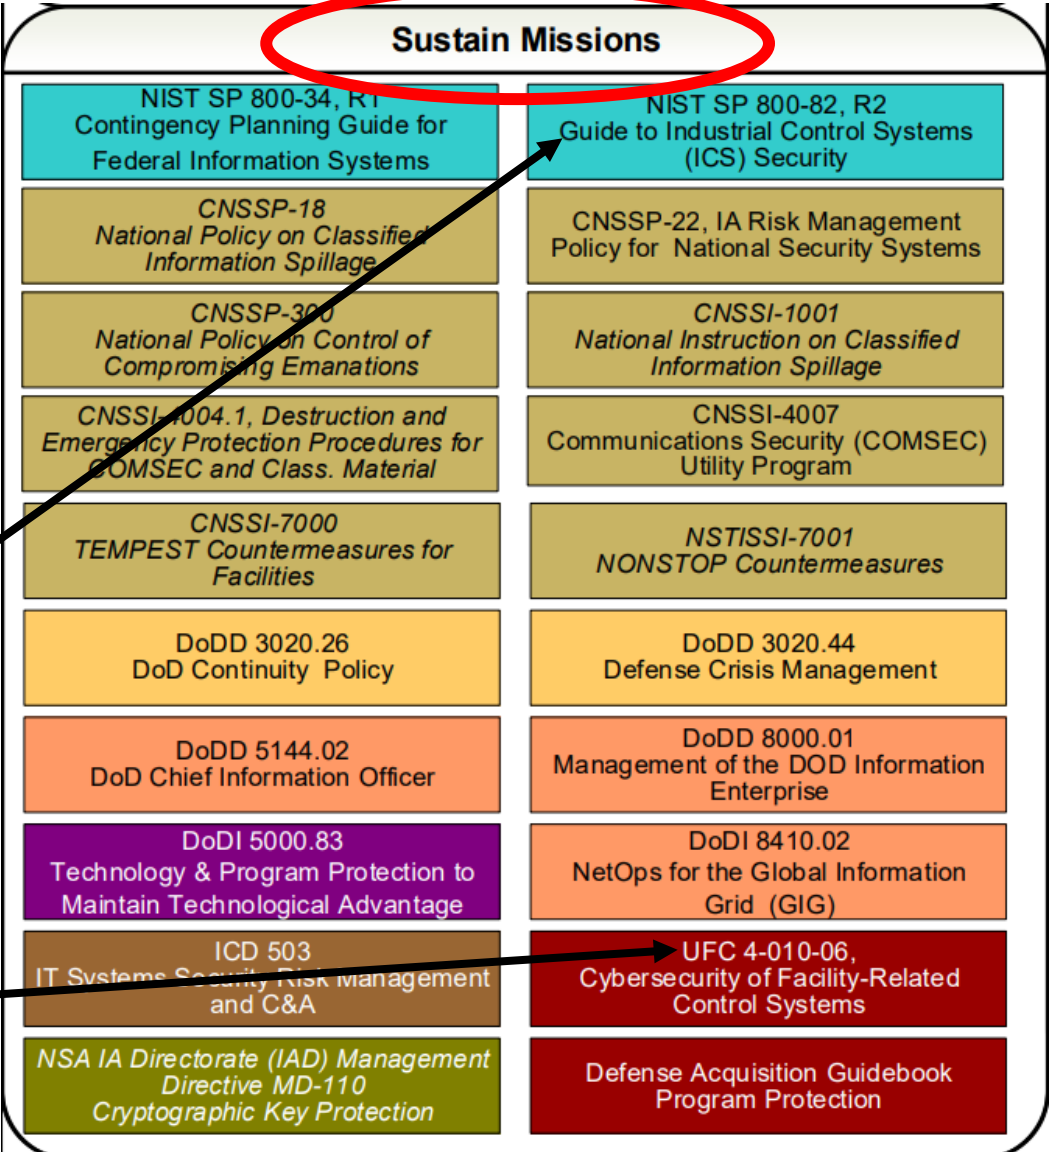 Sustain Missions
NIST SP 800-34, R1
Contingency Planning Guide for
Federal Information Systems
NIST SP 800-82, R2
Guide to Industrial Control Systems
(ICS) Security
CNSSP-18
National Policy on Classified
Information Spillage
CNSSP-22, IA Risk Management
Policy for National Security Systems
CNSSP-300
National Policy on Control of
Compromising Emanations
CNSSI-1001
National Instruction on Classified
Information Spillage
CNSSI-4004.1, Destruction and
Emergency Protection Procedures for
COMSEC and Class. Material
CNSSI-4007
Communications Security (COMSEC)
Utility Program
CNSSI-7000
TEMPEST Countermeasures for
Facilities
NSTISSI-7001
NONSTOP Countermeasures
DoDD 3020.26
DoD Continuity Policy
DoDD 3020.44
Defense Crisis Management
DoDD 5144.02
DoD Chief Information Officer
DoDD 8000.01
Management of the DOD Information
Enterprise
DoDI 5000.83
Technology & Program Protection to
Maintain Technological Advantage
DoDI 8410.02
NetOps for the Global Information
Grid (GIG)
ICD 503
IT Systems Security Risk Management
and C&A
UFC 4-010-06,
Cybersecurity of Facility-Related
Control Systems
NSA IA Directorate (IAD) Management
Directive MD-110
Cryptographic Key Protection
Defense Acquisition Guidebook
Program Protection